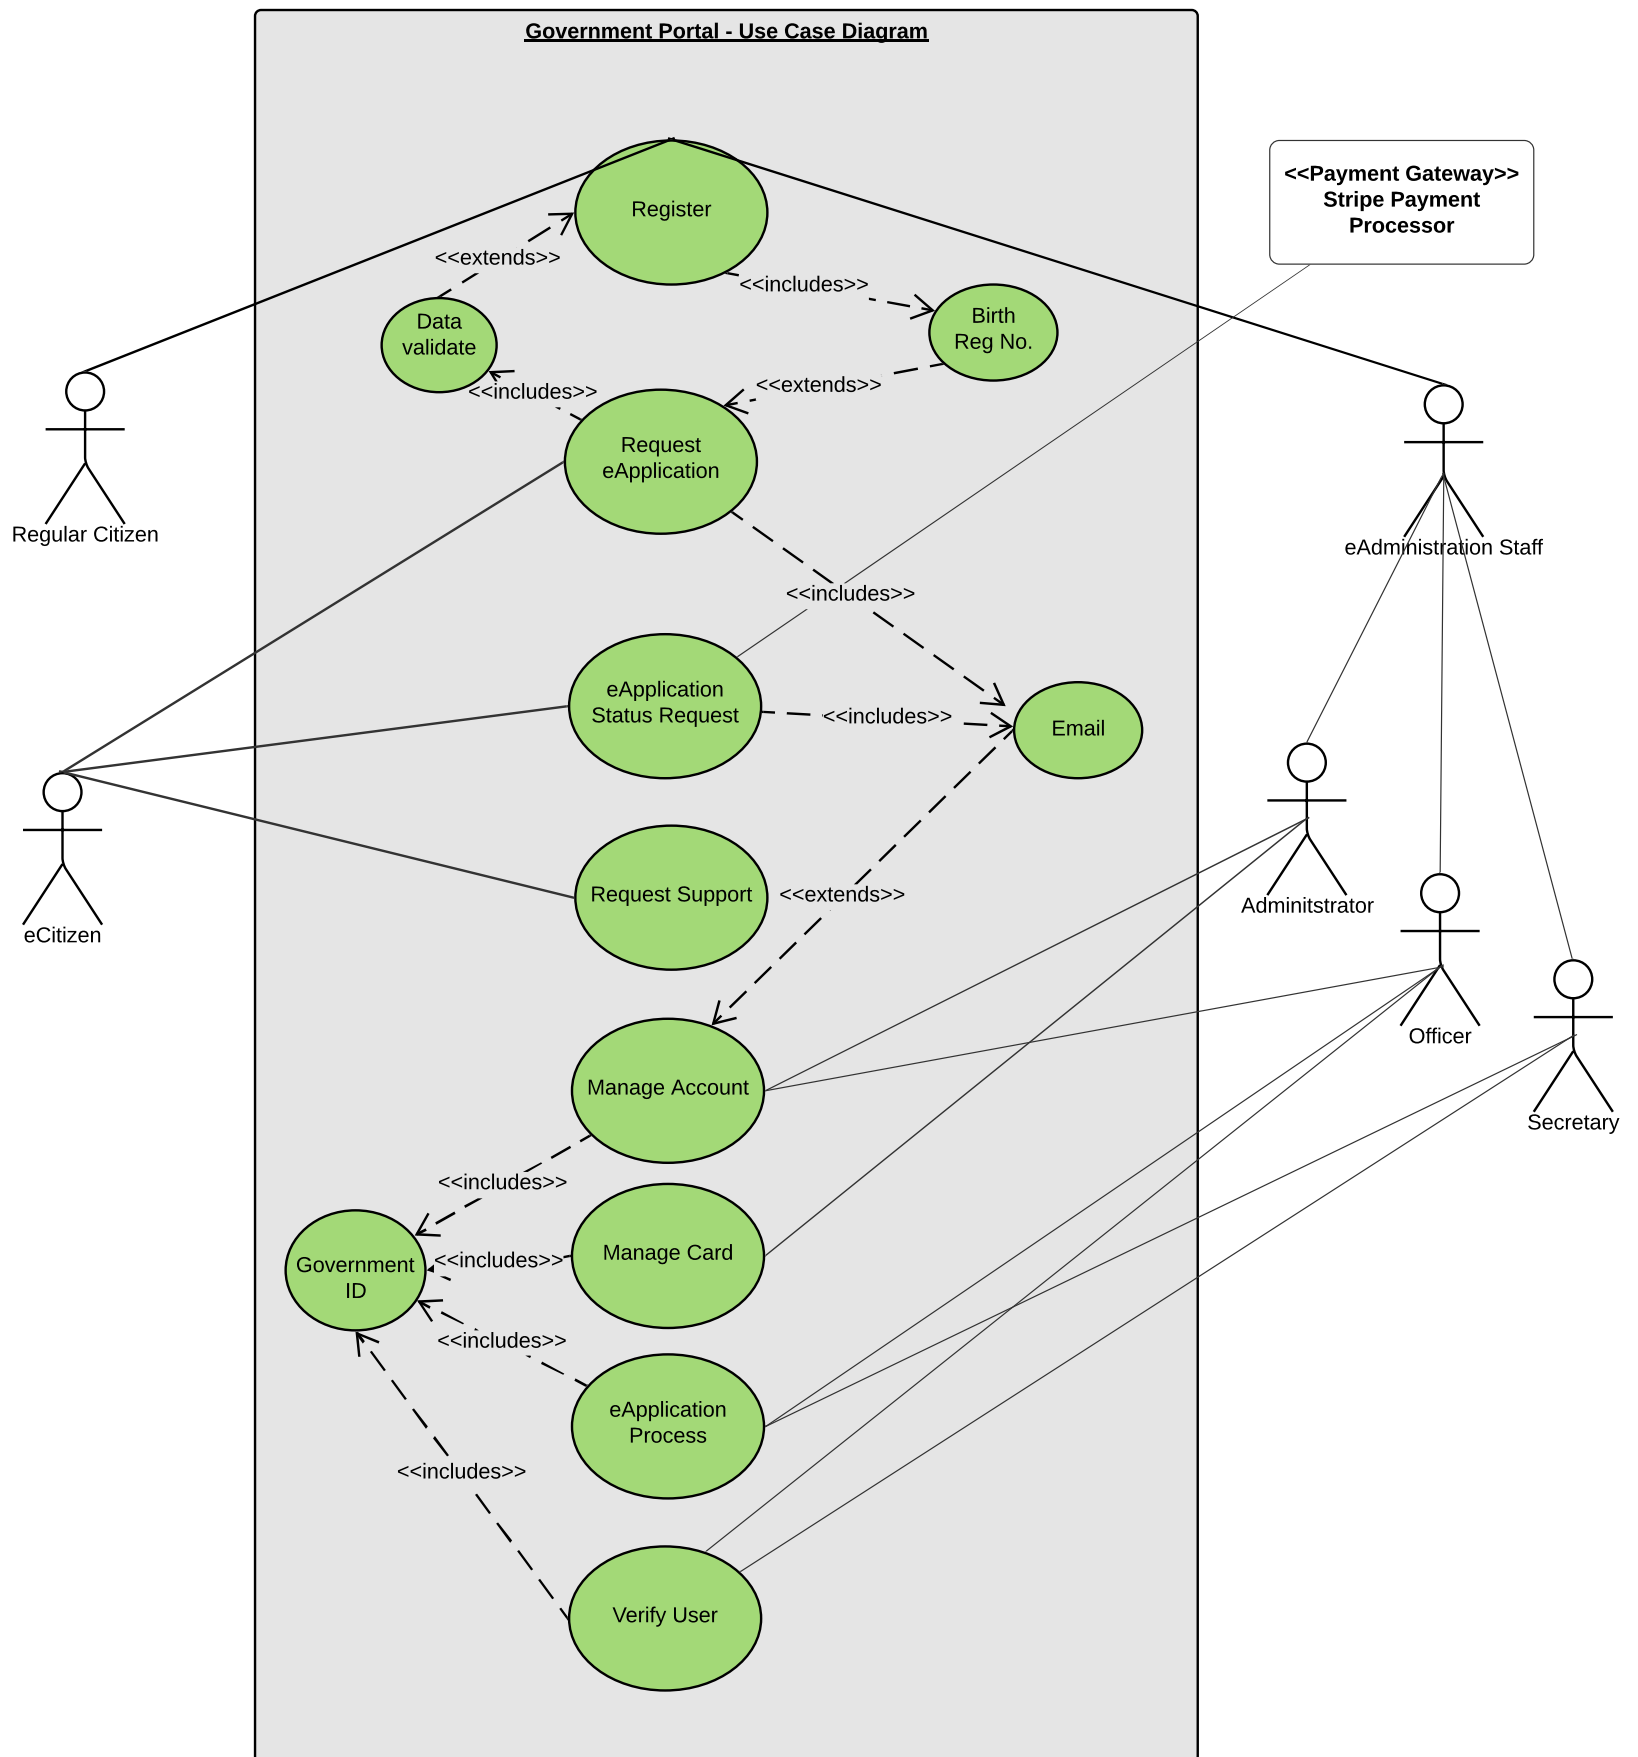 Government Portal - Use Case Diagram
<<Payment Gateway>>
Stripe Payment
Processor
Register
<<extends>>
<<includes>>
Data
validate
Birth
Reg No.
<<includes>>
<<extends>>
Request
eApplication
Regular Citizen
eAdministration Staff
<<includes>>
eApplication
Status Request
<<includes>>
Email
Request Support
<<extends>>
Adminitstrator
eCitizen
Officer
Manage Account
Secretary
<<includes>>
Manage Card
<<includes>>
Government
ID
<<includes>>
eApplication
Process
<<includes>>
Verify User